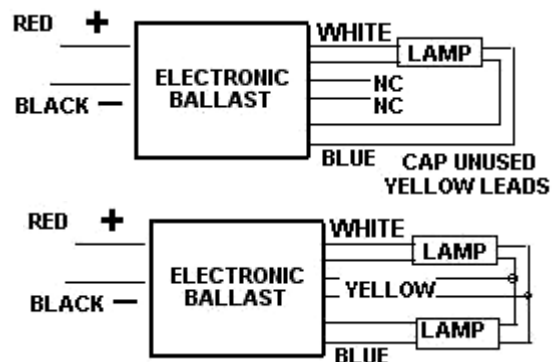 RED +
WHITE
LAMP
ELECTRONIC
BALLAST
NC
NC
BLACK −
BLUE
CAP UNUSED
YELLOW LEADS
RED +
WHITE
LAMP
ELECTRONIC
BALLAST
YELLOW
BLACK −
LAMP
BLUE